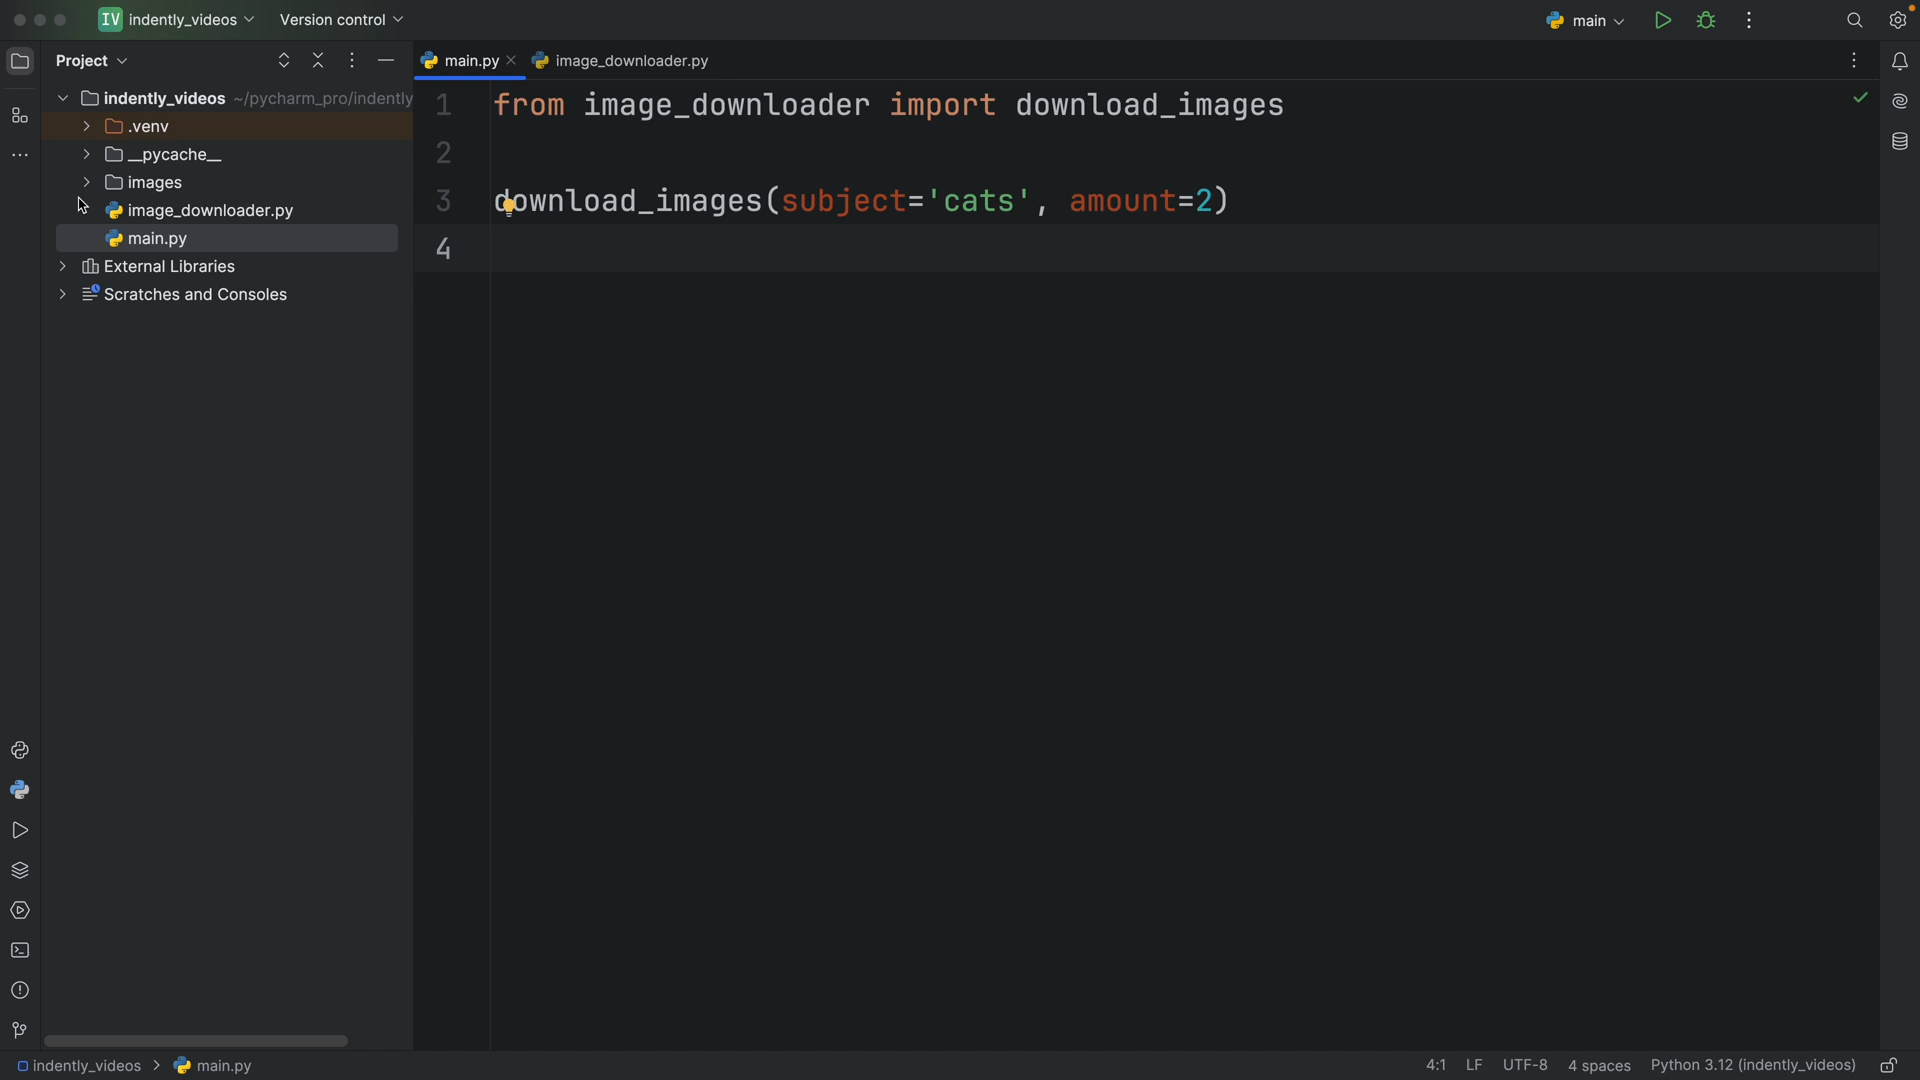 IV indently_videos Version control main
Project
main.py image_downloader.py
indently_videos ~/pycharm_pro/indently
.venv
__pycache__
images
image_downloader.py
main.py
External Libraries
Scratches and Consoles
1 from image_downloader import download_images
2
3 download_images(subject='cats', amount=2)
4
indently_videos > main.py 4:1 LF UTF-8 4 spaces Python 3.12 (indently_videos)